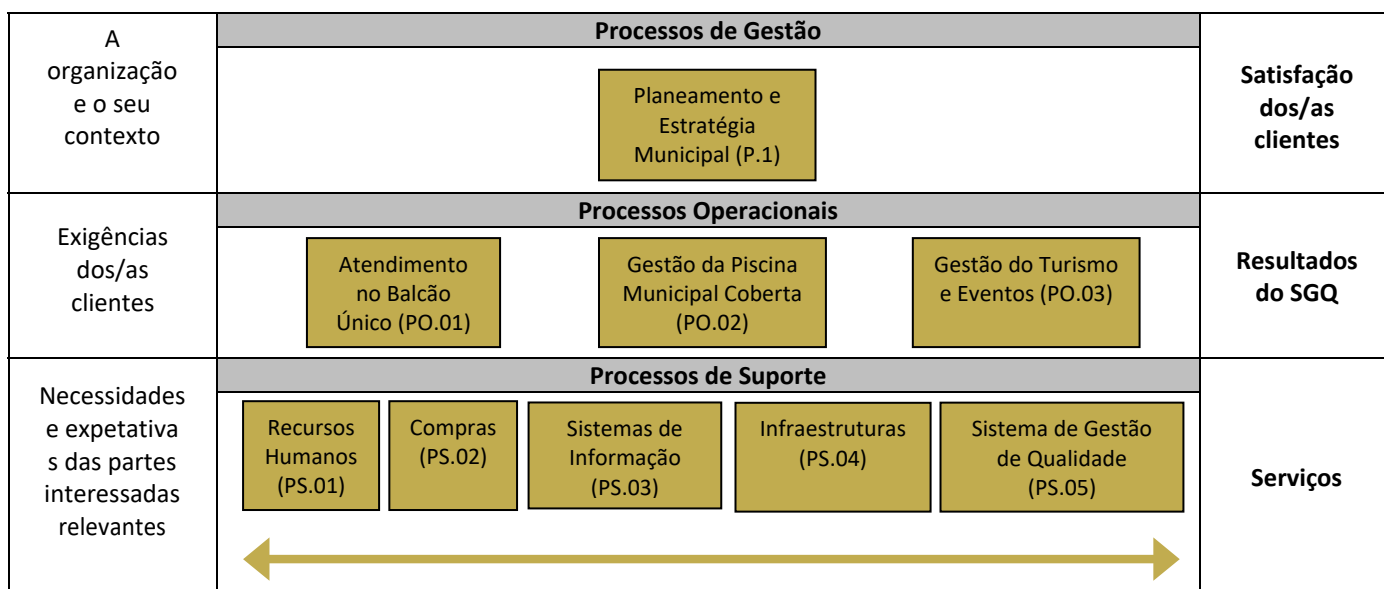 A
organização
e o seu
contexto
Processos de Gestão
Planeamento e
Estratégia
Municipal (P.1)
Satisfação
dos/as
clientes
Exigências
dos/as
clientes
Processos Operacionais
Atendimento
no Balcão
Único (PO.01)
Gestão da Piscina
Municipal Coberta
(PO.02)
Gestão do Turismo
e Eventos (PO.03)
Resultados
do SGQ
Necessidades
e expetativa
s das partes
interessadas
relevantes
Processos de Suporte
Recursos
Humanos
(PS.01)
Compras
(PS.02)
Sistemas de
Informação
(PS.03)
Infraestruturas
(PS.04)
Sistema de Gestão
de Qualidade
(PS.05)
Serviços